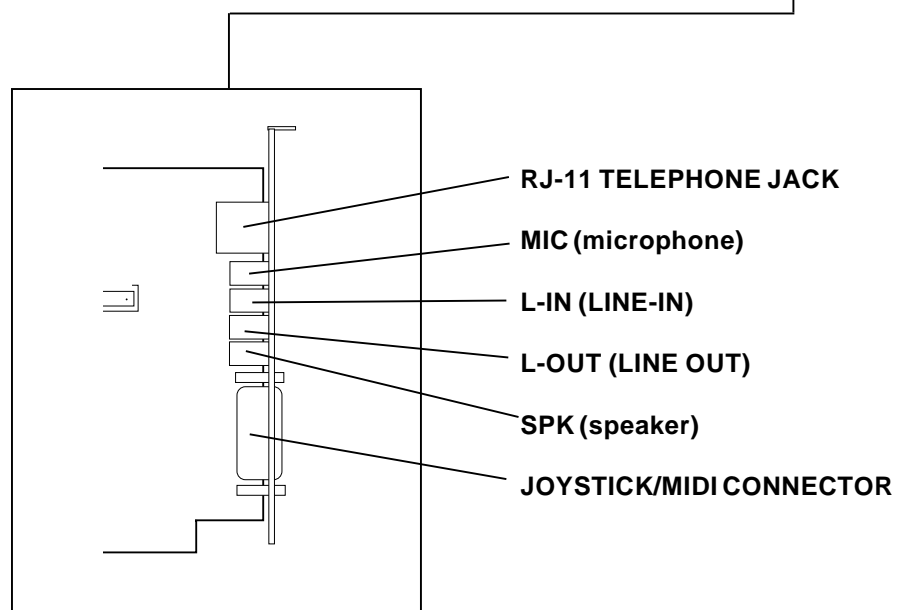 RJ-11 TELEPHONE JACK
MIC (microphone)
L-IN (LINE-IN)
L-OUT (LINE OUT)
SPK (speaker)
JOYSTICK/MIDI CONNECTOR